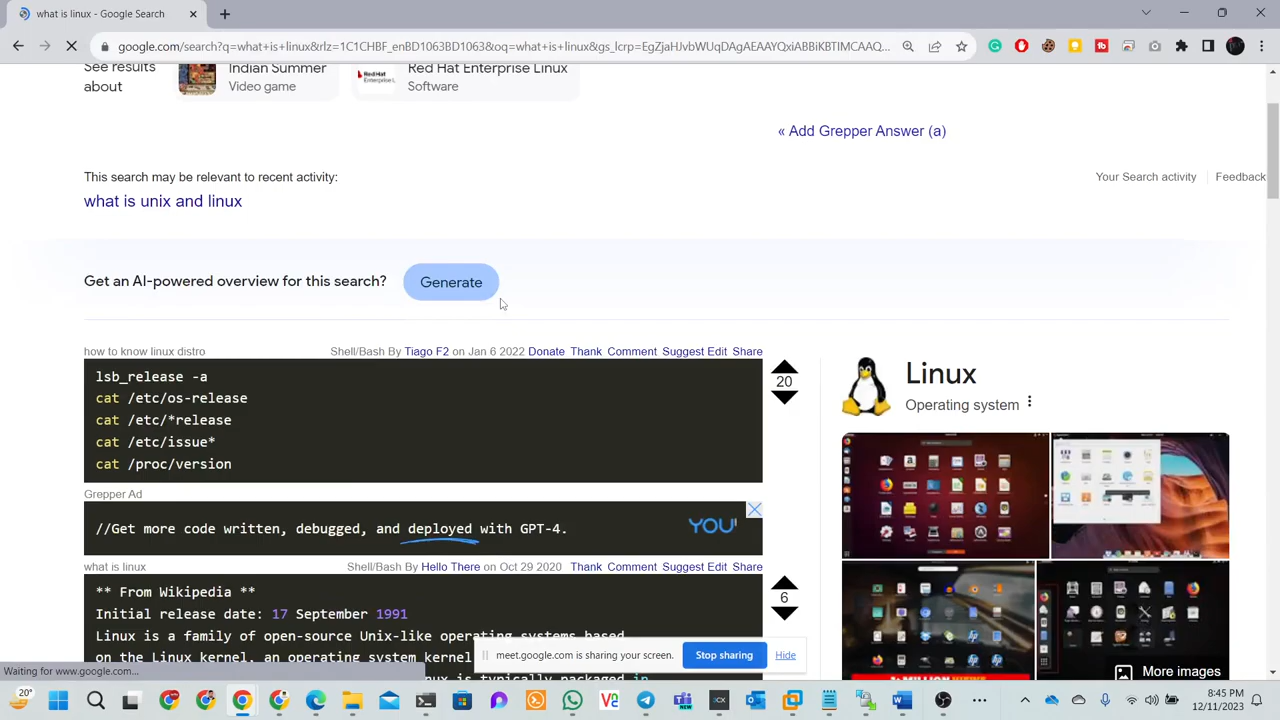 what is linux - Google Search
google.com/search?q=what+is+linux&rlz=1C1CHBF_enBD1063BD1063&oq=what+is+linux&gs_lcrp=EgZjaHJvbWUqDAgAEAAYQxiABBiKBTIMCAAQ...
See results
about
Indian Summer
Video game
Red Hat Enterprise Linux
Software
« Add Grepper Answer (a)
This search may be relevant to recent activity:
what is unix and linux
Your Search activity
Feedback
Get an AI-powered overview for this search?
Generate
how to know linux distro
Shell/Bash By Tiago F2 on Jan 6 2022 Donate Thank Comment Suggest Edit Share
lsb_release -a
cat /etc/os-release
cat /etc/*release
cat /etc/issue*
cat /proc/version
20
Linux
Operating system
Grepper Ad
//Get more code written, debugged, and deployed with GPT-4.
YOU!
what is linux
Shell/Bash By Hello There on Oct 29 2020 Thank Comment Suggest Edit Share
** From Wikipedia **
Initial release date: 17 September 1991
Linux is a family of open-source Unix-like operating systems based
on the Linux kernel, an operating system kernel
6
meet.google.com is sharing your screen.
Stop sharing
Hide
More images
Waiting for www.google.com...
20°
8:45 PM
12/11/2023